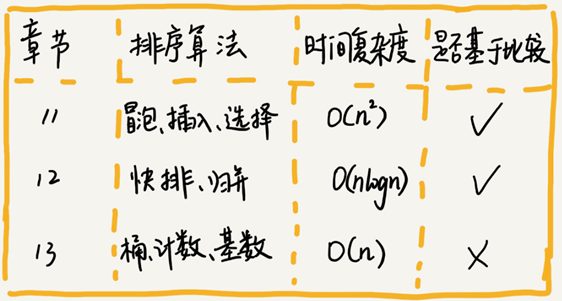 章节 排序算法 时间复杂度 是否基于比较
11 冒泡、插入、选择 O(n²) ✓
12 快排、归并 O(nlogn) ✓
13 桶、计数、基数 O(n) ×